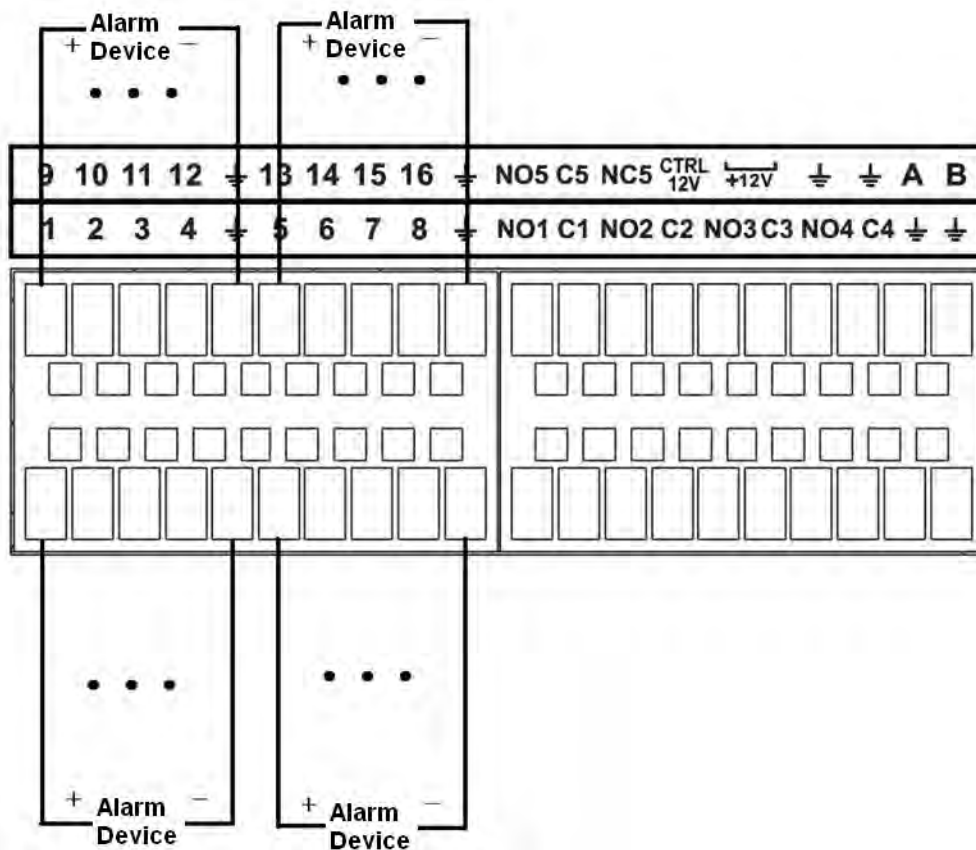 Alarm
Device
+ −
Alarm
Device
+ −
9 10 11 12 ⏚ 13 14 15 16 ⏚ NO5 C5 NC5 CTRL 12V +12V ⏚ ⏚ A B
1 2 3 4 ⏚ 5 6 7 8 ⏚ NO1 C1 NO2 C2 NO3 C3 NO4 C4 ⏚ ⏚
+ −
Alarm
Device
+ −
Alarm
Device